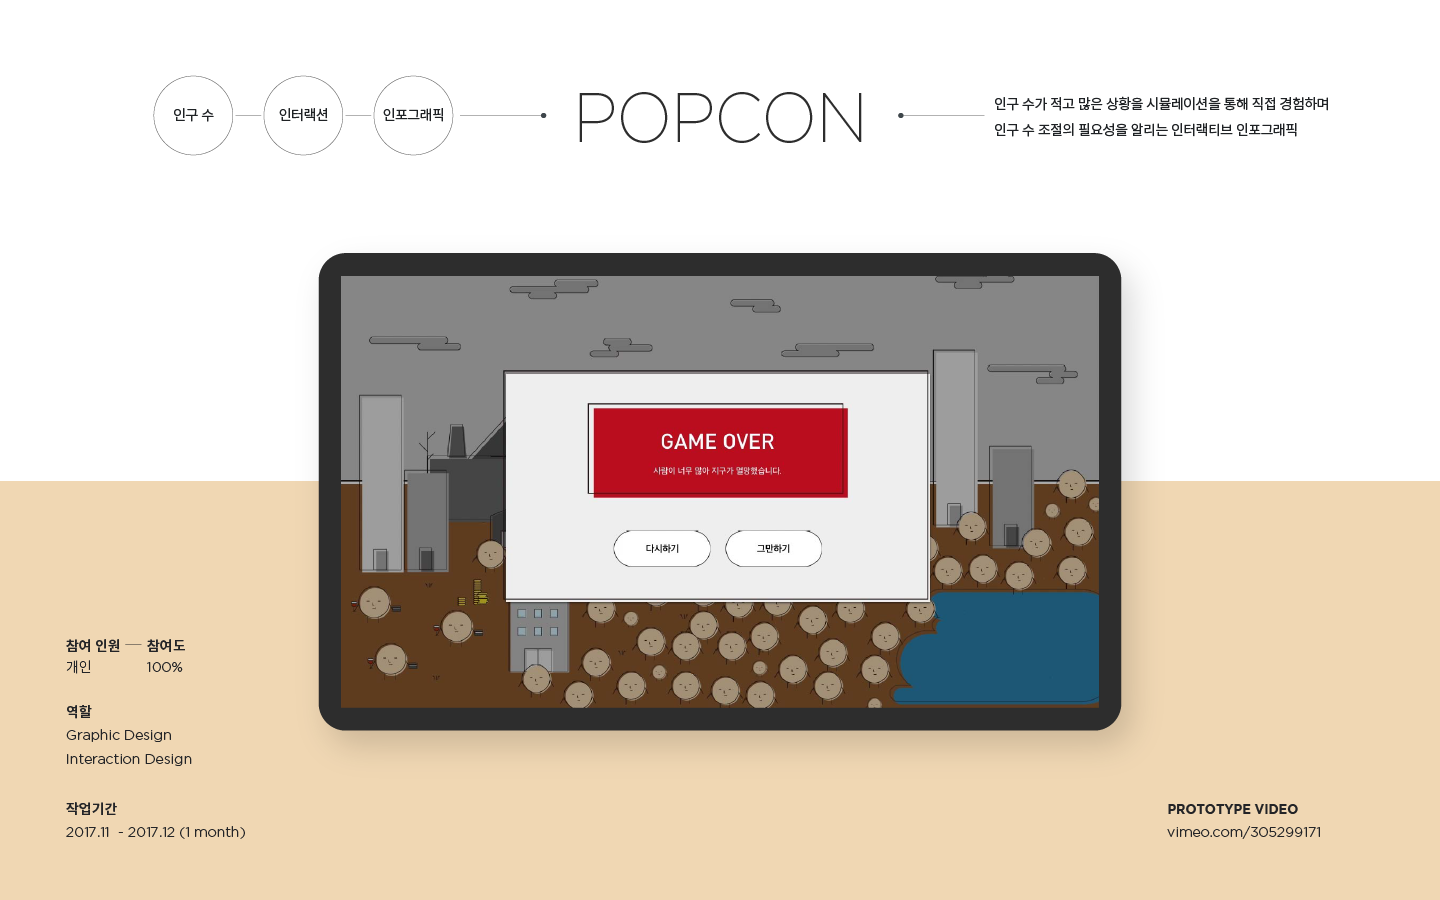 인구 수
인터랙션
인포그래픽
POPCON
인구 수가 적고 많은 상황을 시뮬레이션을 통해 직접 경험하며
인구 수 조절의 필요성을 알리는 인터랙티브 인포그래픽
GAME OVER
사람이 너무 많아 지구가 멸망했습니다.
다시하기
그만하기
참여 인원 — 참여도
개인 100%
역할
Graphic Design
Interaction Design
작업기간
2017.11 - 2017.12 (1 month)
PROTOTYPE VIDEO
vimeo.com/305299171